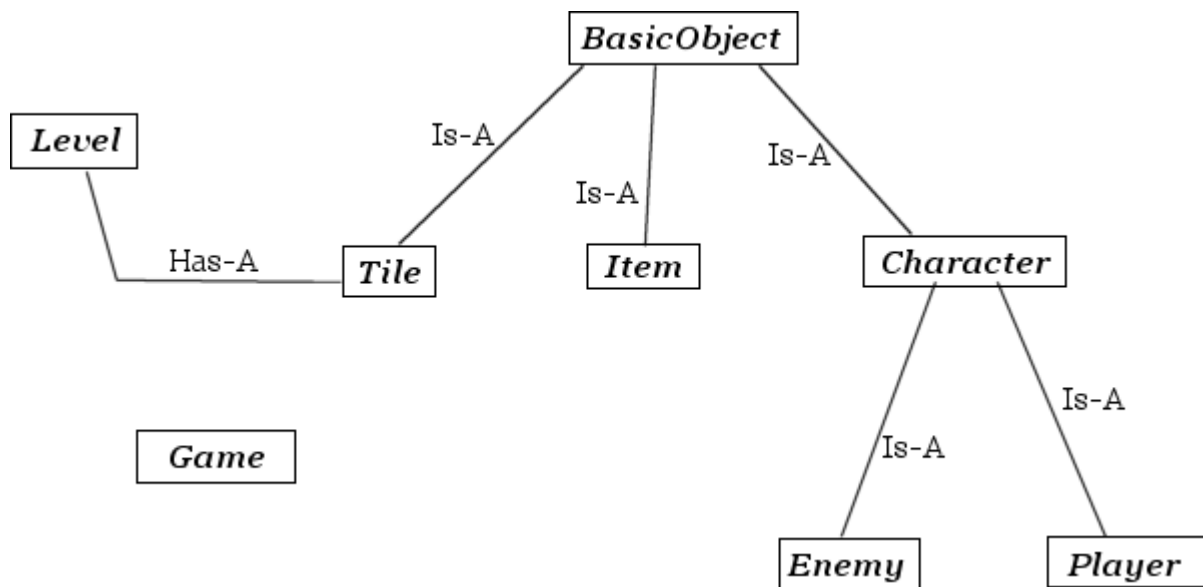 BasicObject
Level
Is-A
Is-A
Is-A
Has-A
Tile
Item
Character
Is-A
Game
Is-A
Enemy
Player